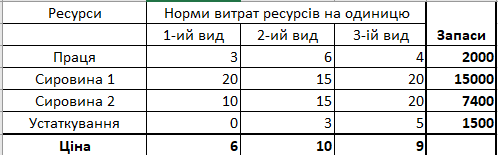 Ресурси Норми витрат ресурсів на одиницю Запаси
1-ий вид 2-ий вид 3-ій вид
Праця 3 6 4 2000
Сировина 1 20 15 20 15000
Сировина 2 10 15 20 7400
Устаткування 0 3 5 1500
Ціна 6 10 9